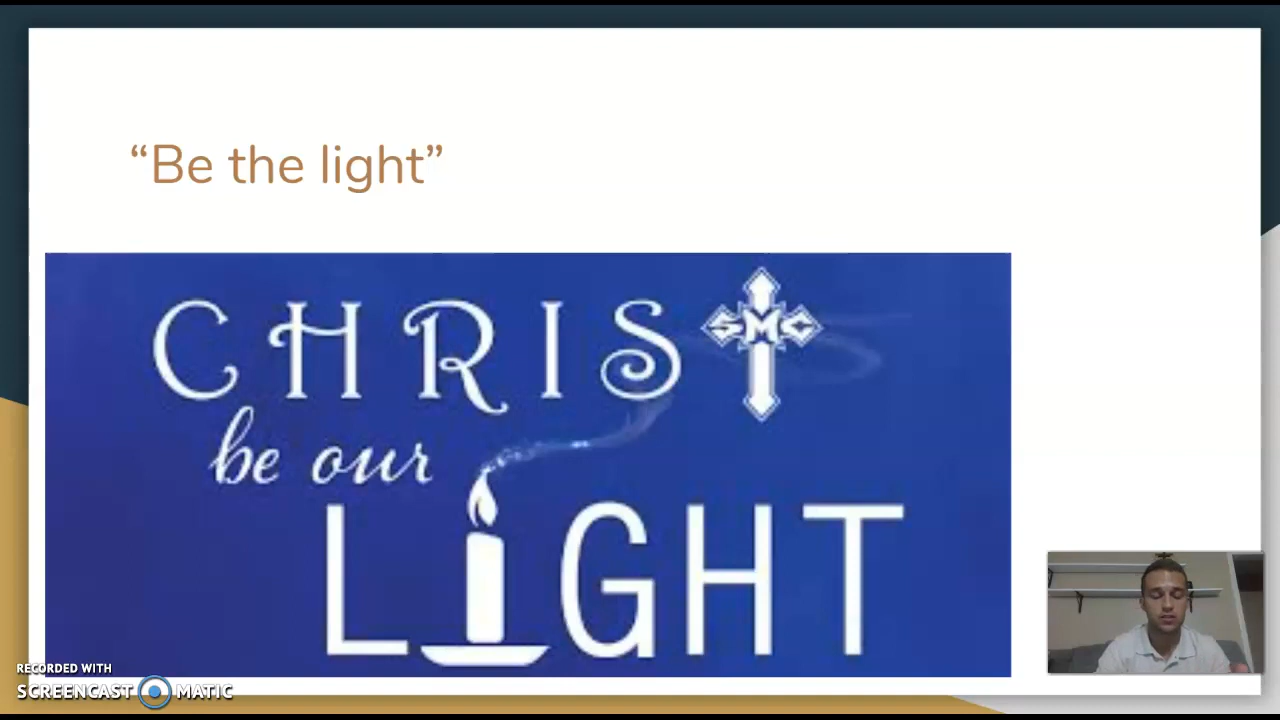 “Be the light”
CHRIST
SMC
be our
LIGHT
RECORDED WITH
SCREENCAST MATIC